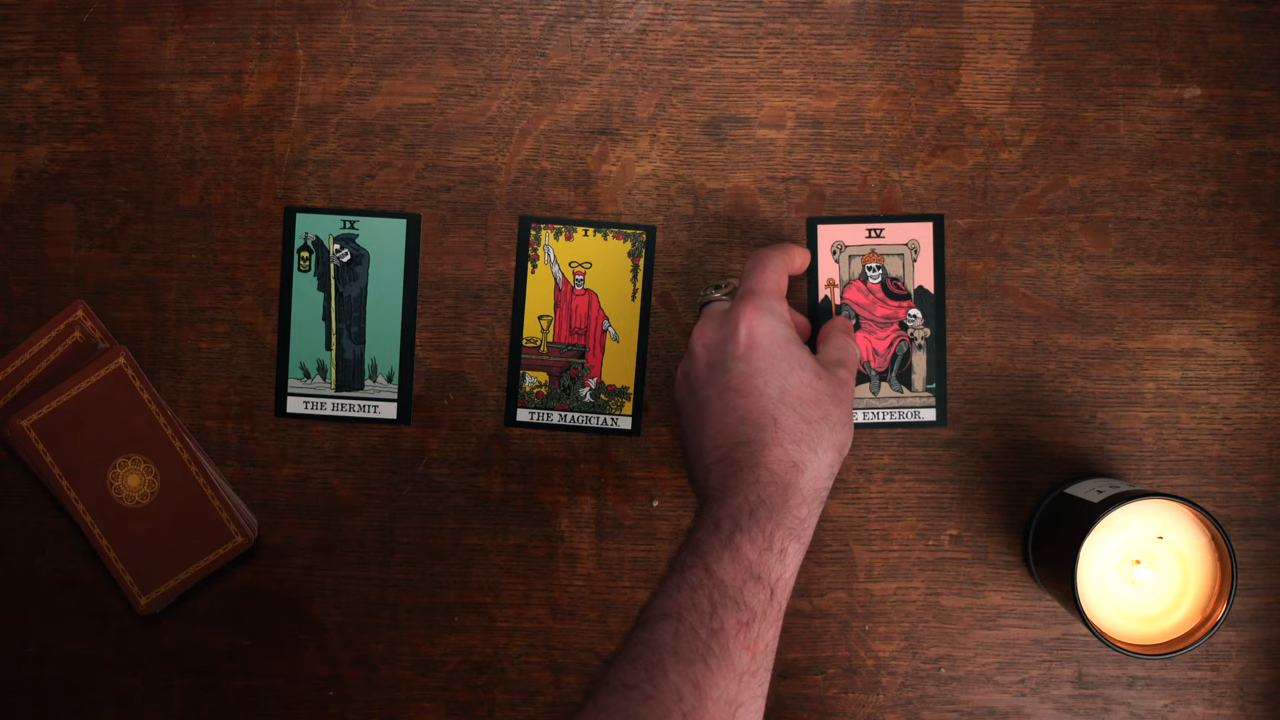 IX
THE HERMIT.
I
THE MAGICIAN.
IV
E EMPEROR.